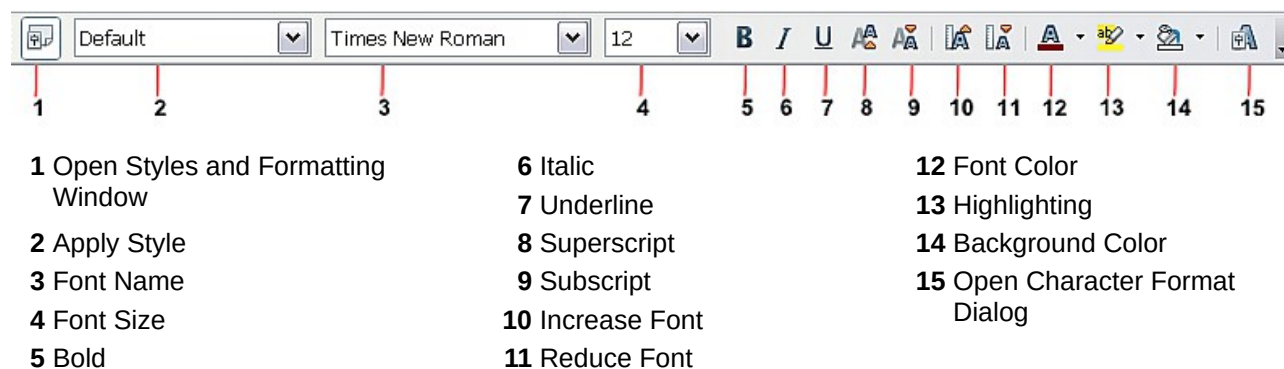 Default Times New Roman 12 B I U
1 2 3 4 5 6 7 8 9 10 11 12 13 14 15
1 Open Styles and Formatting
Window
2 Apply Style
3 Font Name
4 Font Size
5 Bold
6 Italic
7 Underline
8 Superscript
9 Subscript
10 Increase Font
11 Reduce Font
12 Font Color
13 Highlighting
14 Background Color
15 Open Character Format
Dialog